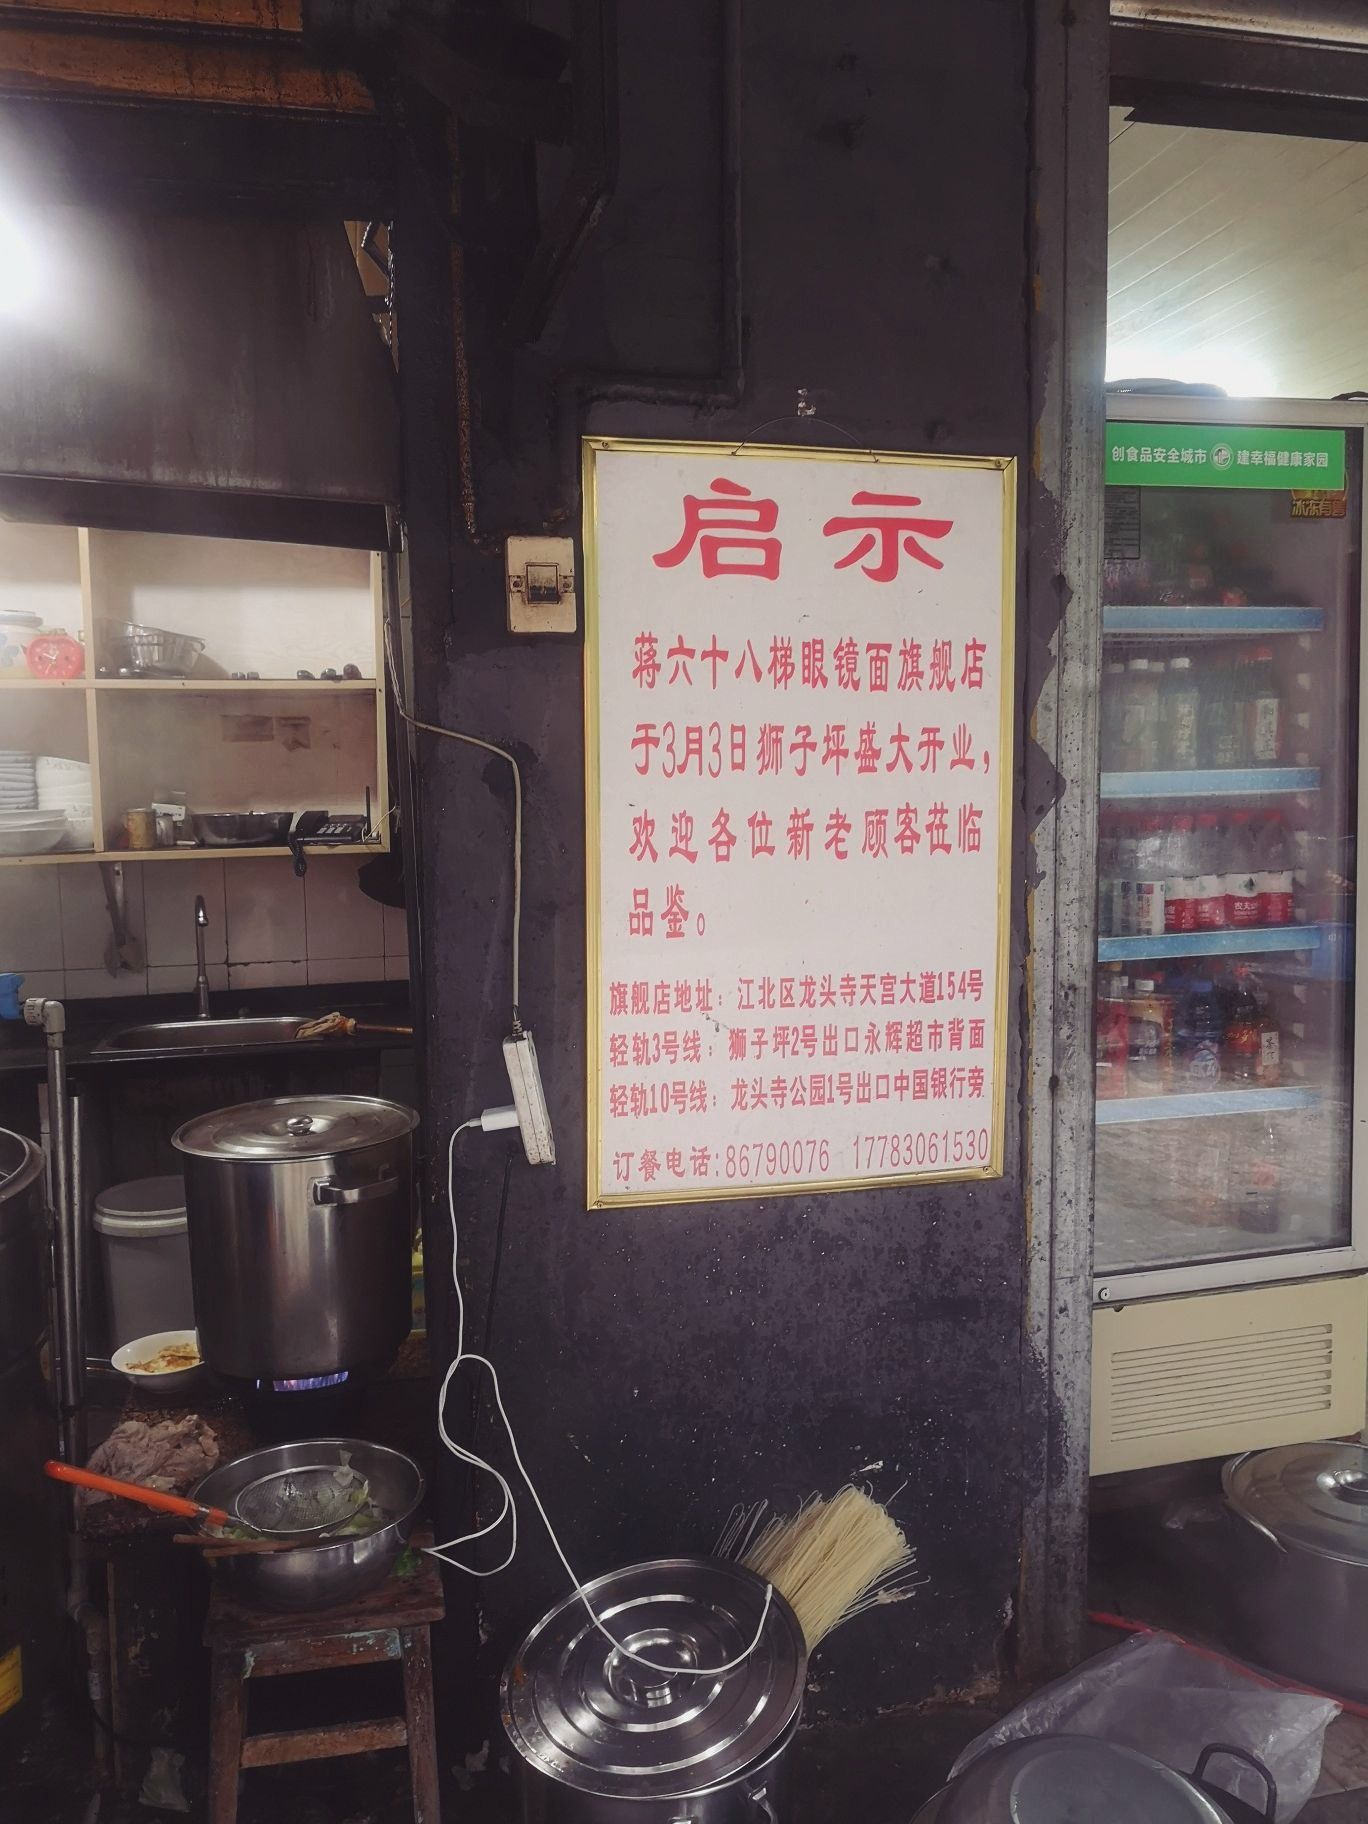 启示
蒋六十八梯眼镜面旗舰店
于3月3日狮子坪盛大开业，
欢迎各位新老顾客莅临
品鉴。
旗舰店地址：江北区龙头寺天宫大道154号
轻轨3号线：狮子坪2号出口永辉超市背面
轻轨10号线：龙头寺公园1号出口中国银行旁
订餐电话:86790076 17783061530
创食品安全城市 建幸福健康家园
冰冻有售
农夫